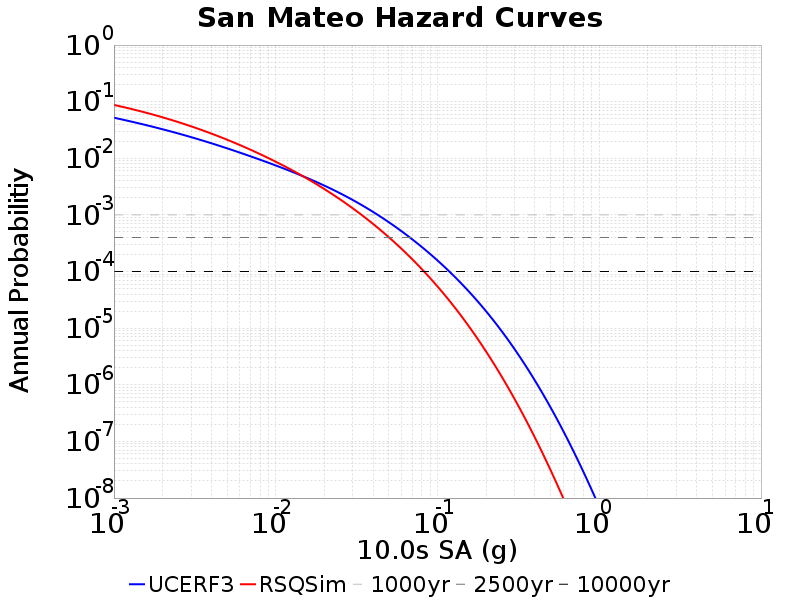 San Mateo Hazard Curves
Annual Probabilitiy
10^0
10^-1
10^-2
10^-3
10^-4
10^-5
10^-6
10^-7
10^-8
10^-3 10^-2 10^-1 10^0 10^1
10.0s SA (g)
UCERF3 RSQSim 1000yr 2500yr 10000yr